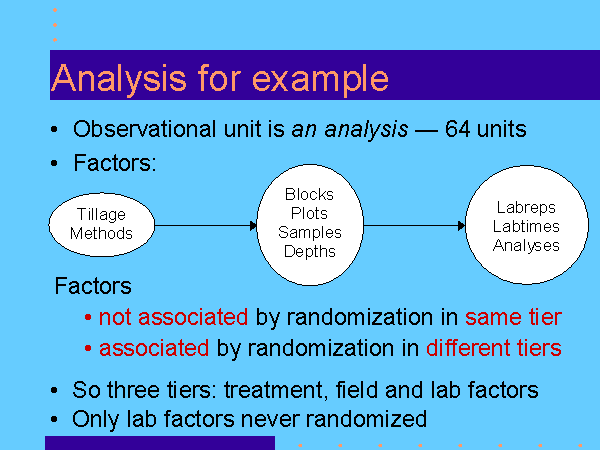 Analysis for example
• Observational unit is an analysis — 64 units
• Factors:
Tillage
Methods
Blocks
Plots
Samples
Depths
Labreps
Labtimes
Analyses
Factors
• not associated by randomization in same tier
• associated by randomization in different tiers
• So three tiers: treatment, field and lab factors
• Only lab factors never randomized